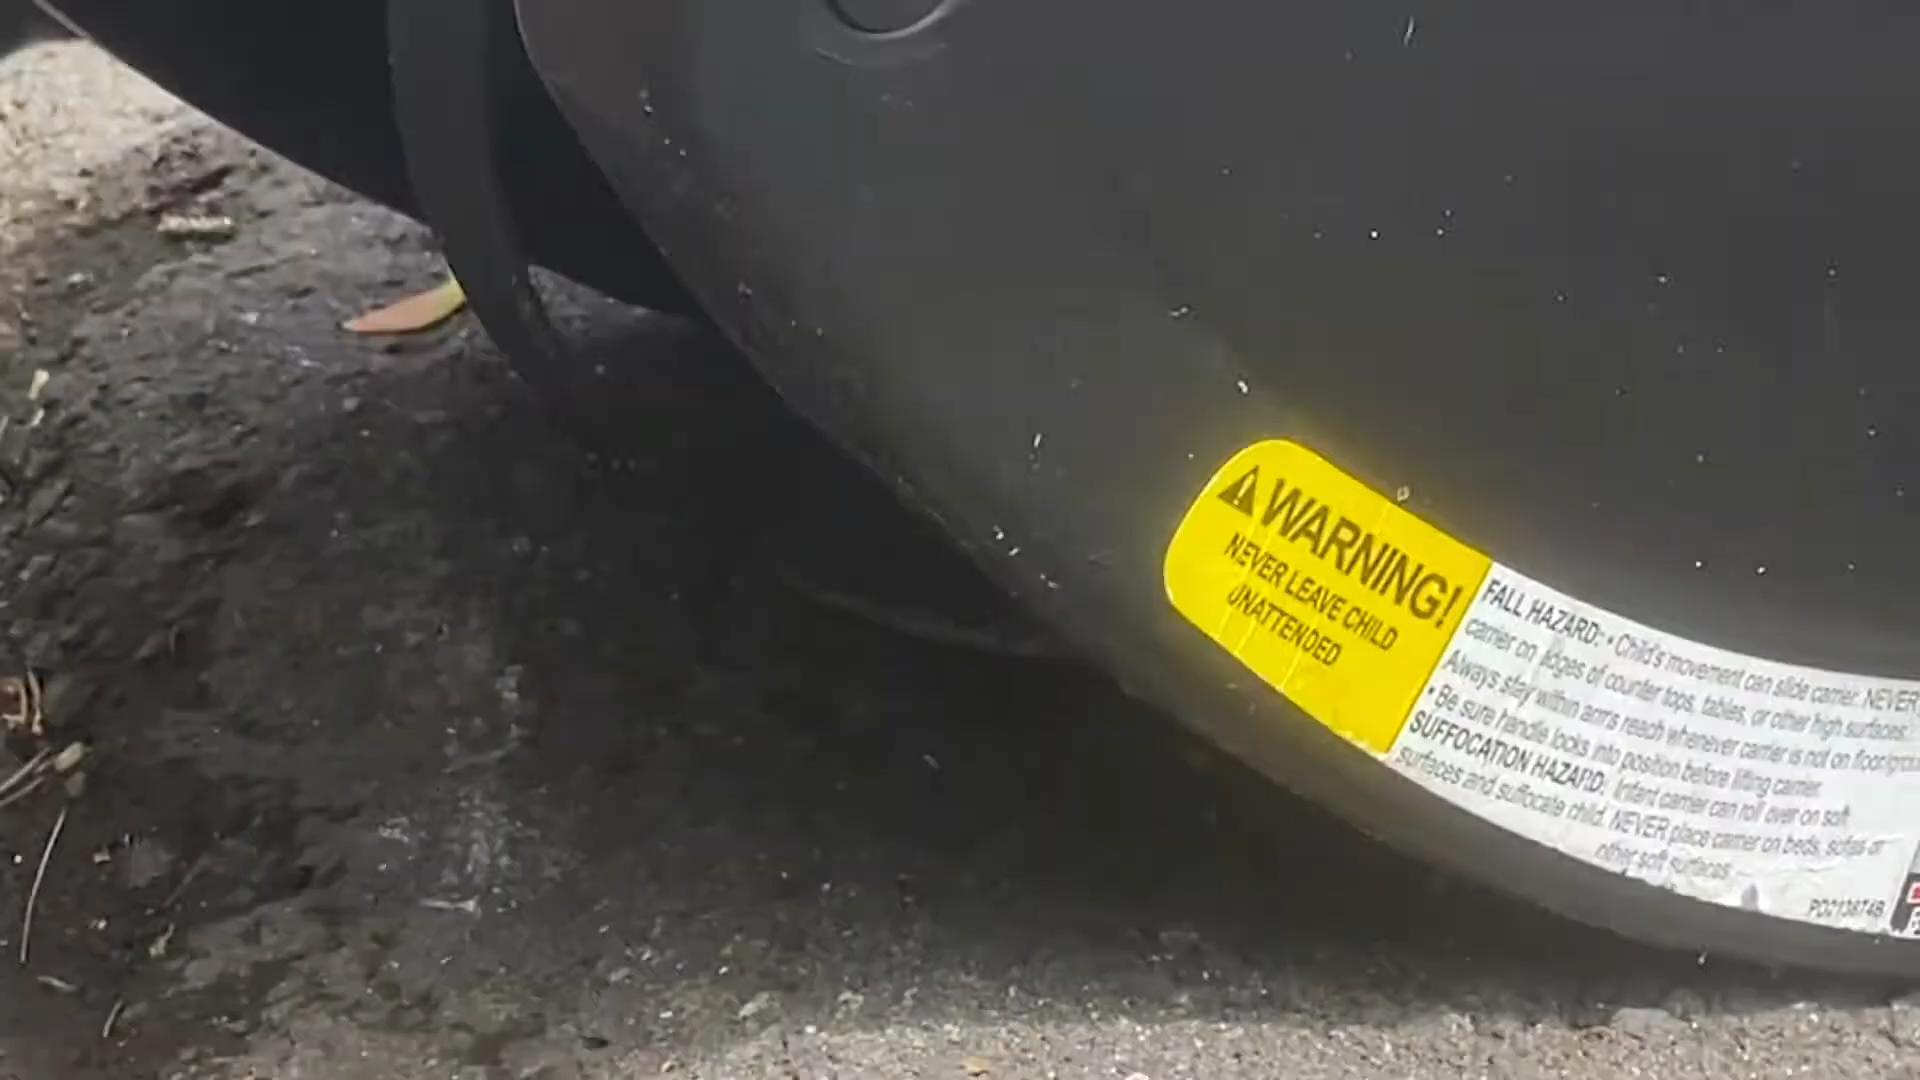 WARNING!
NEVER LEAVE CHILD
UNATTENDED
FALL HAZARD: • Child's movement can slide carrier. NEVER
carrier on edges of counter tops, tables, or other high surfaces.
Always stay within arm's reach whenever carrier is not on floor/grou
• Be sure handle locks into position before lifting carrier.
SUFFOCATION HAZARD: Infant carrier can roll over on soft
surfaces and suffocate child. NEVER place carrier on beds, sofas or
other soft surfaces.
PD213874B